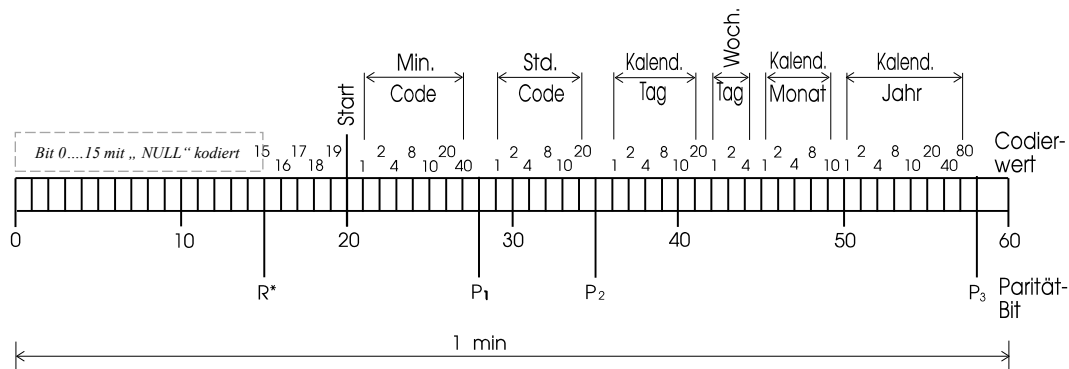 Min.
Code
Std.
Code
Kalend.
Tag
Woch.
Tag
Kalend.
Monat
Kalend.
Jahr
Start
Bit 0....15 mit „ NULL“ kodiert
15 16 17 18 19
1 2 4 8 10 20 40
1 2 4 8 10 20
1 2 4 8 10 20
1 2 4
1 2 4 8 10
1 2 4 8 10 20 40 80
Codier-
wert
0 10 20 30 40 50 60
R* P1 P2 P3
Parität-
Bit
1 min